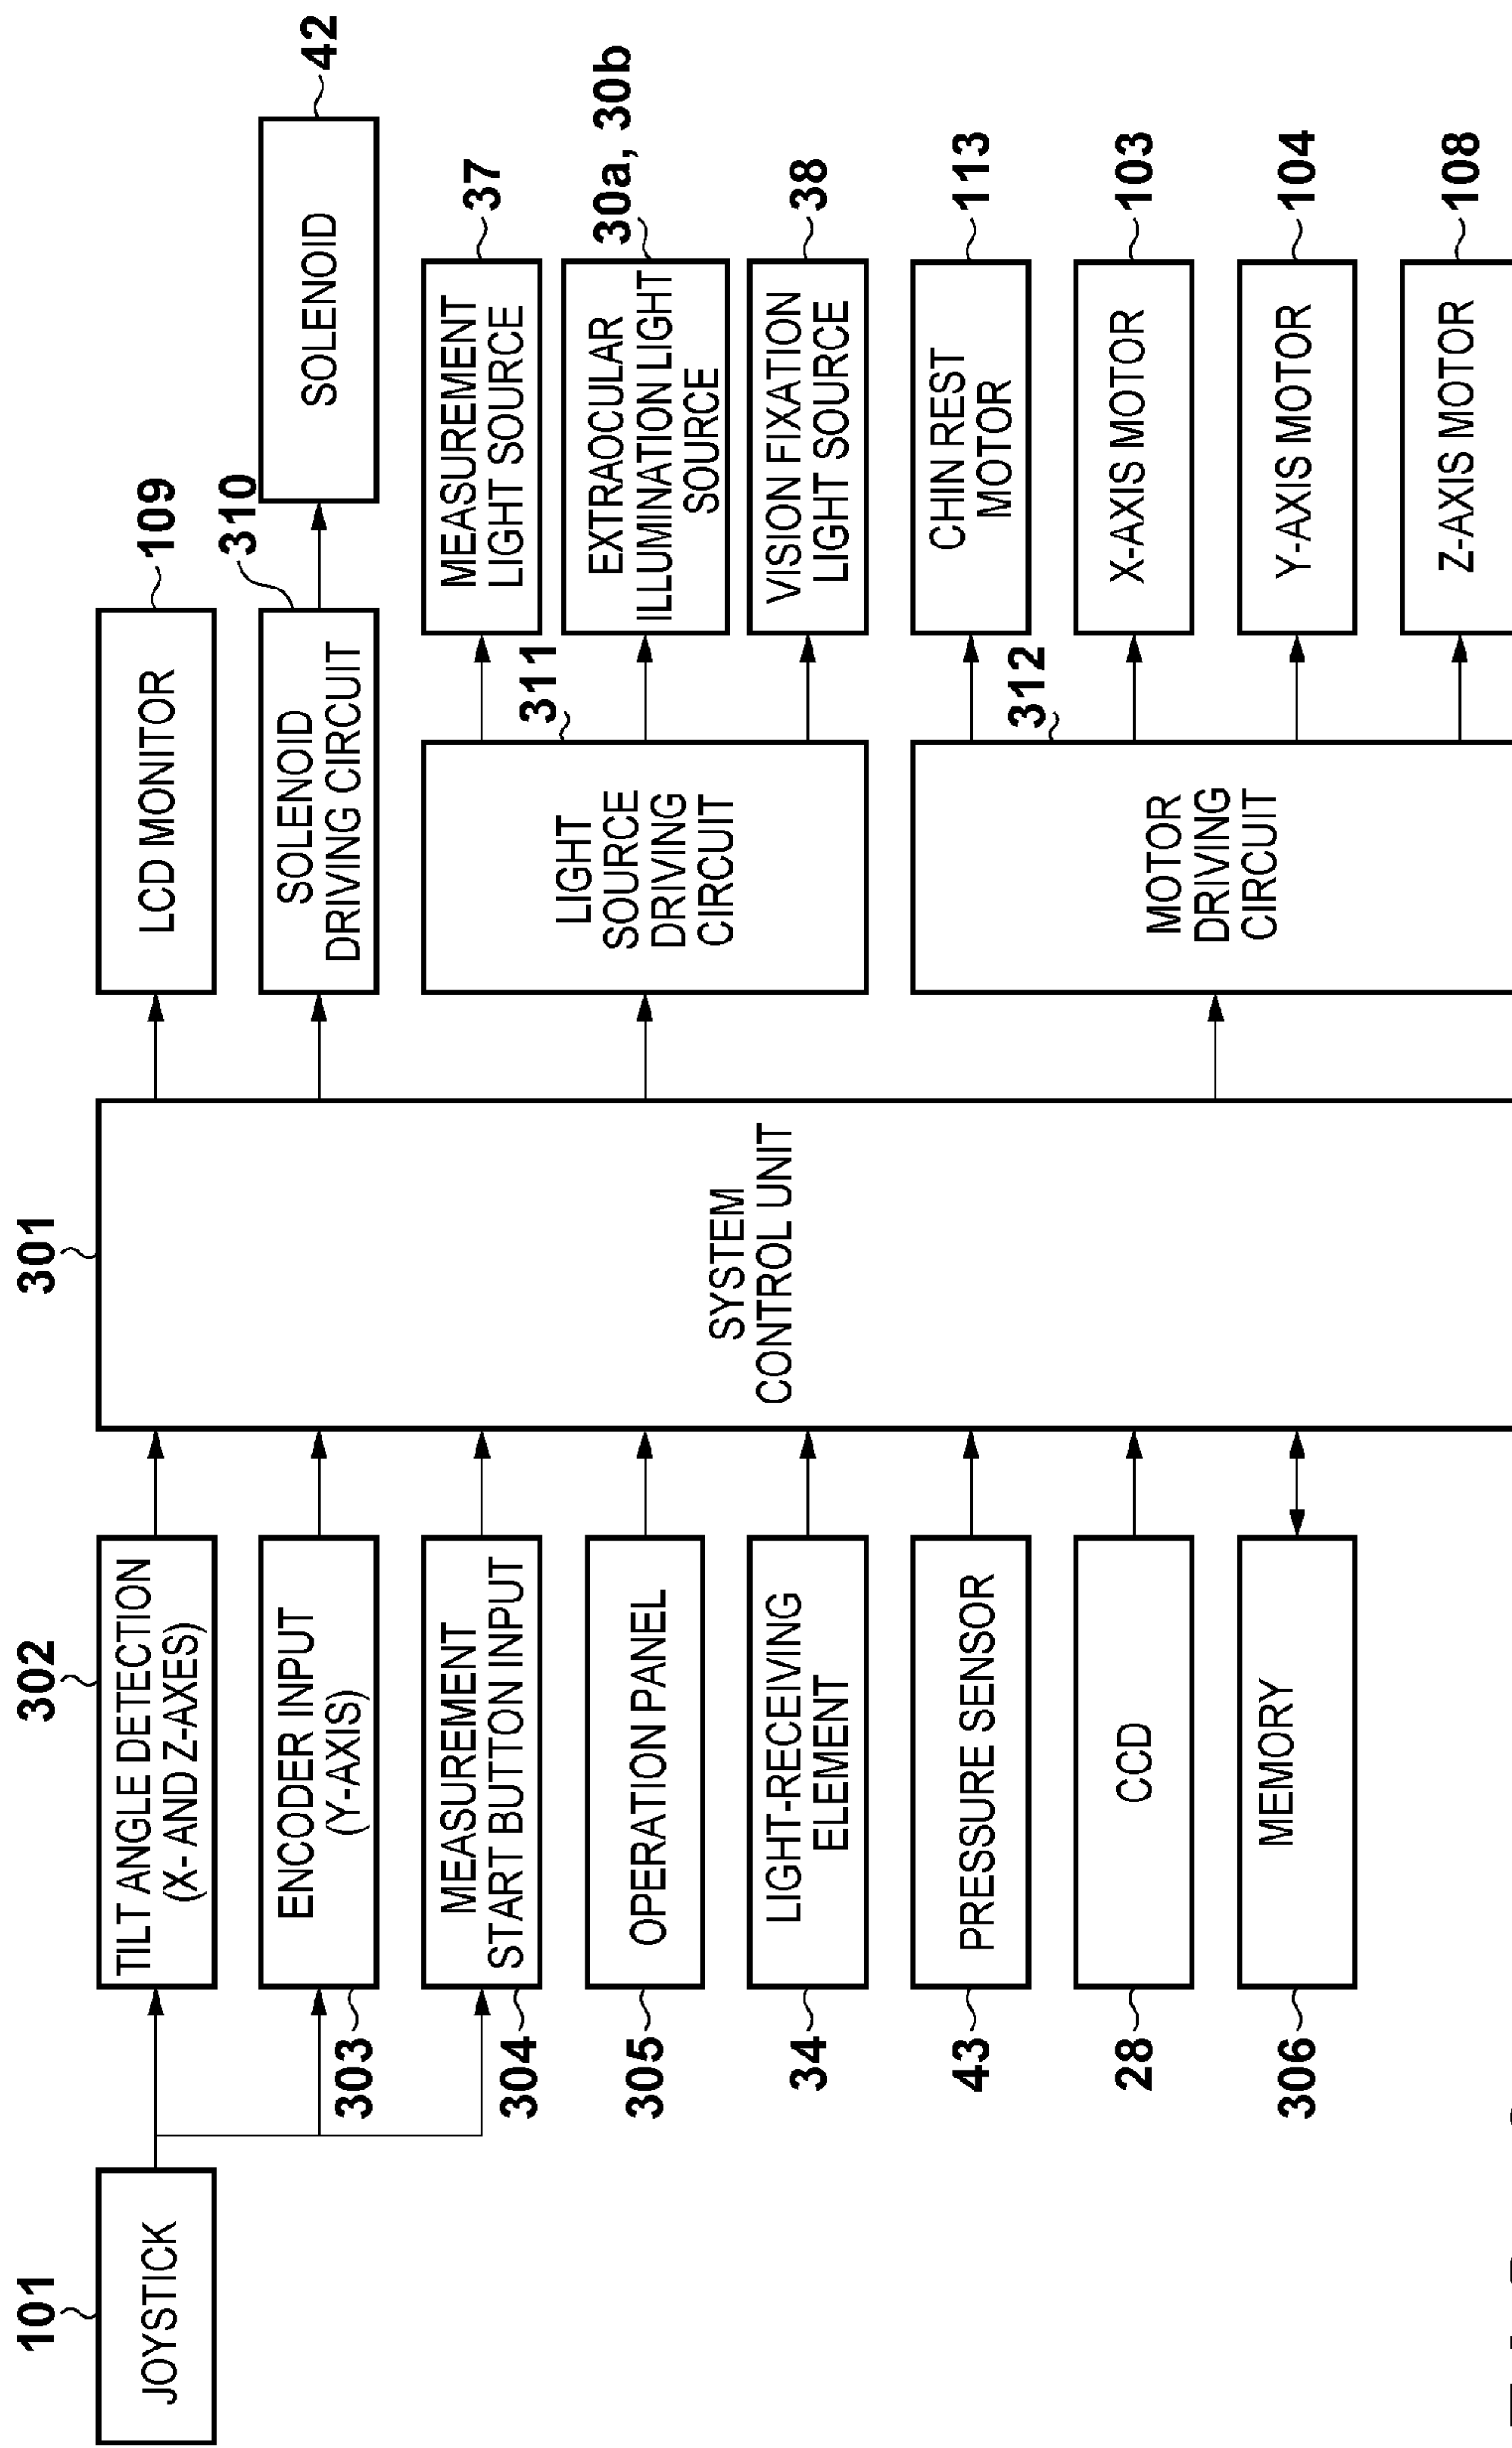 101
JOYSTICK
302
TILT ANGLE DETECTION
(X- AND Z-AXES)
303
ENCODER INPUT
(Y-AXIS)
304
MEASUREMENT
START BUTTON INPUT
305
OPERATION PANEL
34
LIGHT-RECEIVING
ELEMENT
43
PRESSURE SENSOR
28
CCD
306
MEMORY
301
SYSTEM
CONTROL UNIT
109
LCD MONITOR
310
SOLENOID
DRIVING CIRCUIT
42
SOLENOID
311
LIGHT
SOURCE
DRIVING
CIRCUIT
37
MEASUREMENT
LIGHT SOURCE
30a, 30b
EXTRAOCULAR
ILLUMINATION LIGHT
SOURCE
38
VISION FIXATION
LIGHT SOURCE
312
MOTOR
DRIVING
CIRCUIT
113
CHIN REST
MOTOR
103
X-AXIS MOTOR
104
Y-AXIS MOTOR
108
Z-AXIS MOTOR